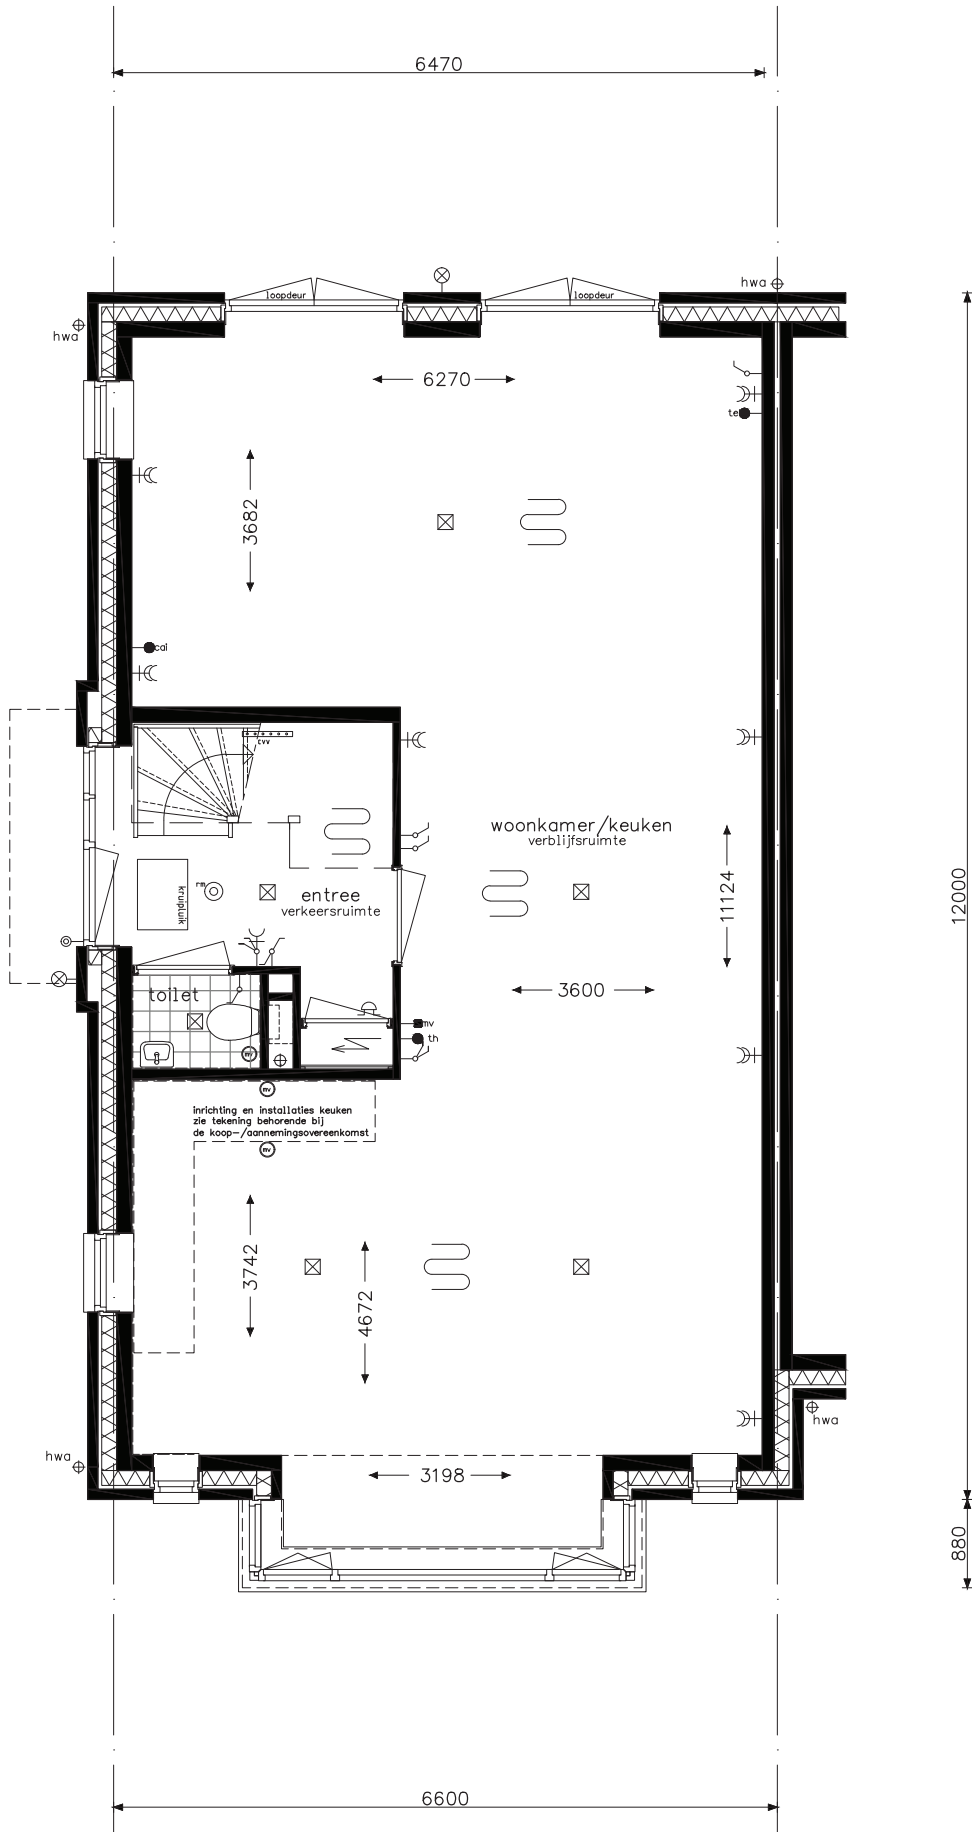 6470
loopdeur
loopdeur
hwa
hwa
6270
3682
cai
cvv
woonkamer/keuken
verblijfsruimte
rm
kruipluik
entree
verkeersruimte
11124
12000
toilet
3600
mv
th
mv
mv
inrichting en installaties keuken
zie tekening behorende bij
de koop-/aannemingsovereenkomst
mv
3742
4672
hwa
hwa
3198
880
6600